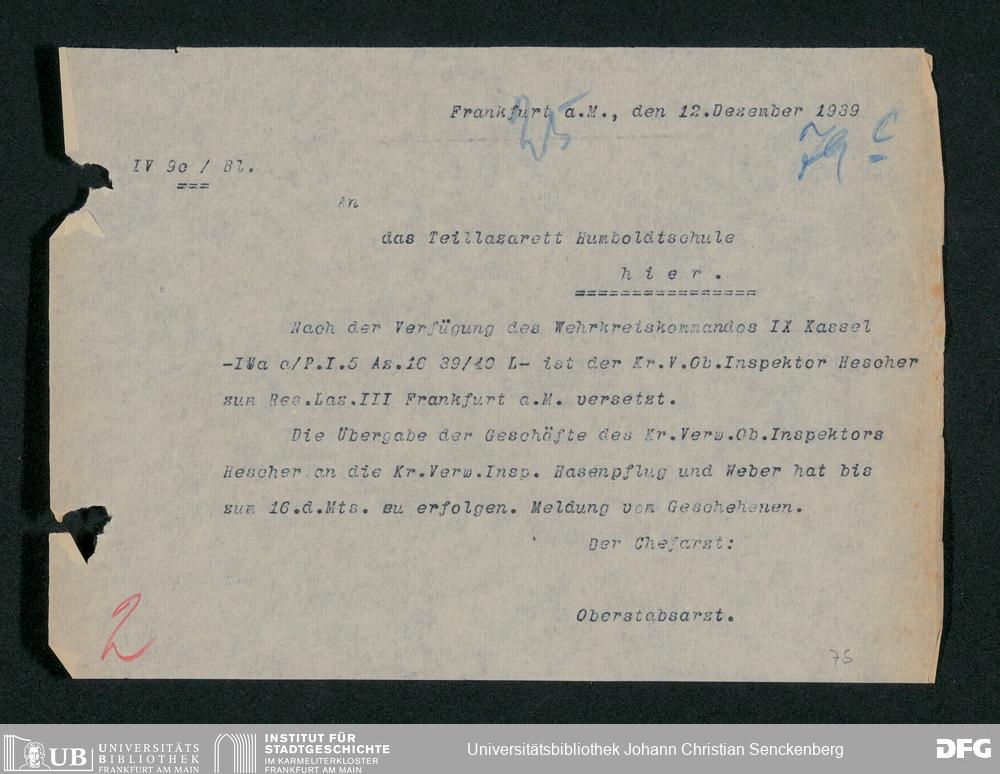 Frankfurt a.M., den 12.Dezember 1939
25
79 c
IV 9c / Bl.
===
An
das Teillazarett Humboldtschule
h i e r .
================
Nach der Verfügung des Wehrkreiskommandos IX Kassel
-IWa c/P.I.5 Az.16 39/40 L- ist der Kr.V.Ob.Inspektor Hescher
zum Res.Laz.III Frankfurt a.M. versetzt.
Die Übergabe der Geschäfte des Kr.Verw.Ob.Inspektors
Hescher an die Kr.Verw.Insp. Hasenpflug und Weber hat bis
zum 16.d.Mts. zu erfolgen. Meldung vom Geschehenen.
Der Chefarzt:
Oberstabsarzt.
2
75
UB UNIVERSITÄTS
BIBLIOTHEK
FRANKFURT AM MAIN
INSTITUT FÜR
STADTGESCHICHTE
IM KARMELITERKLOSTER
FRANKFURT AM MAIN
Universitätsbibliothek Johann Christian Senckenberg
DFG